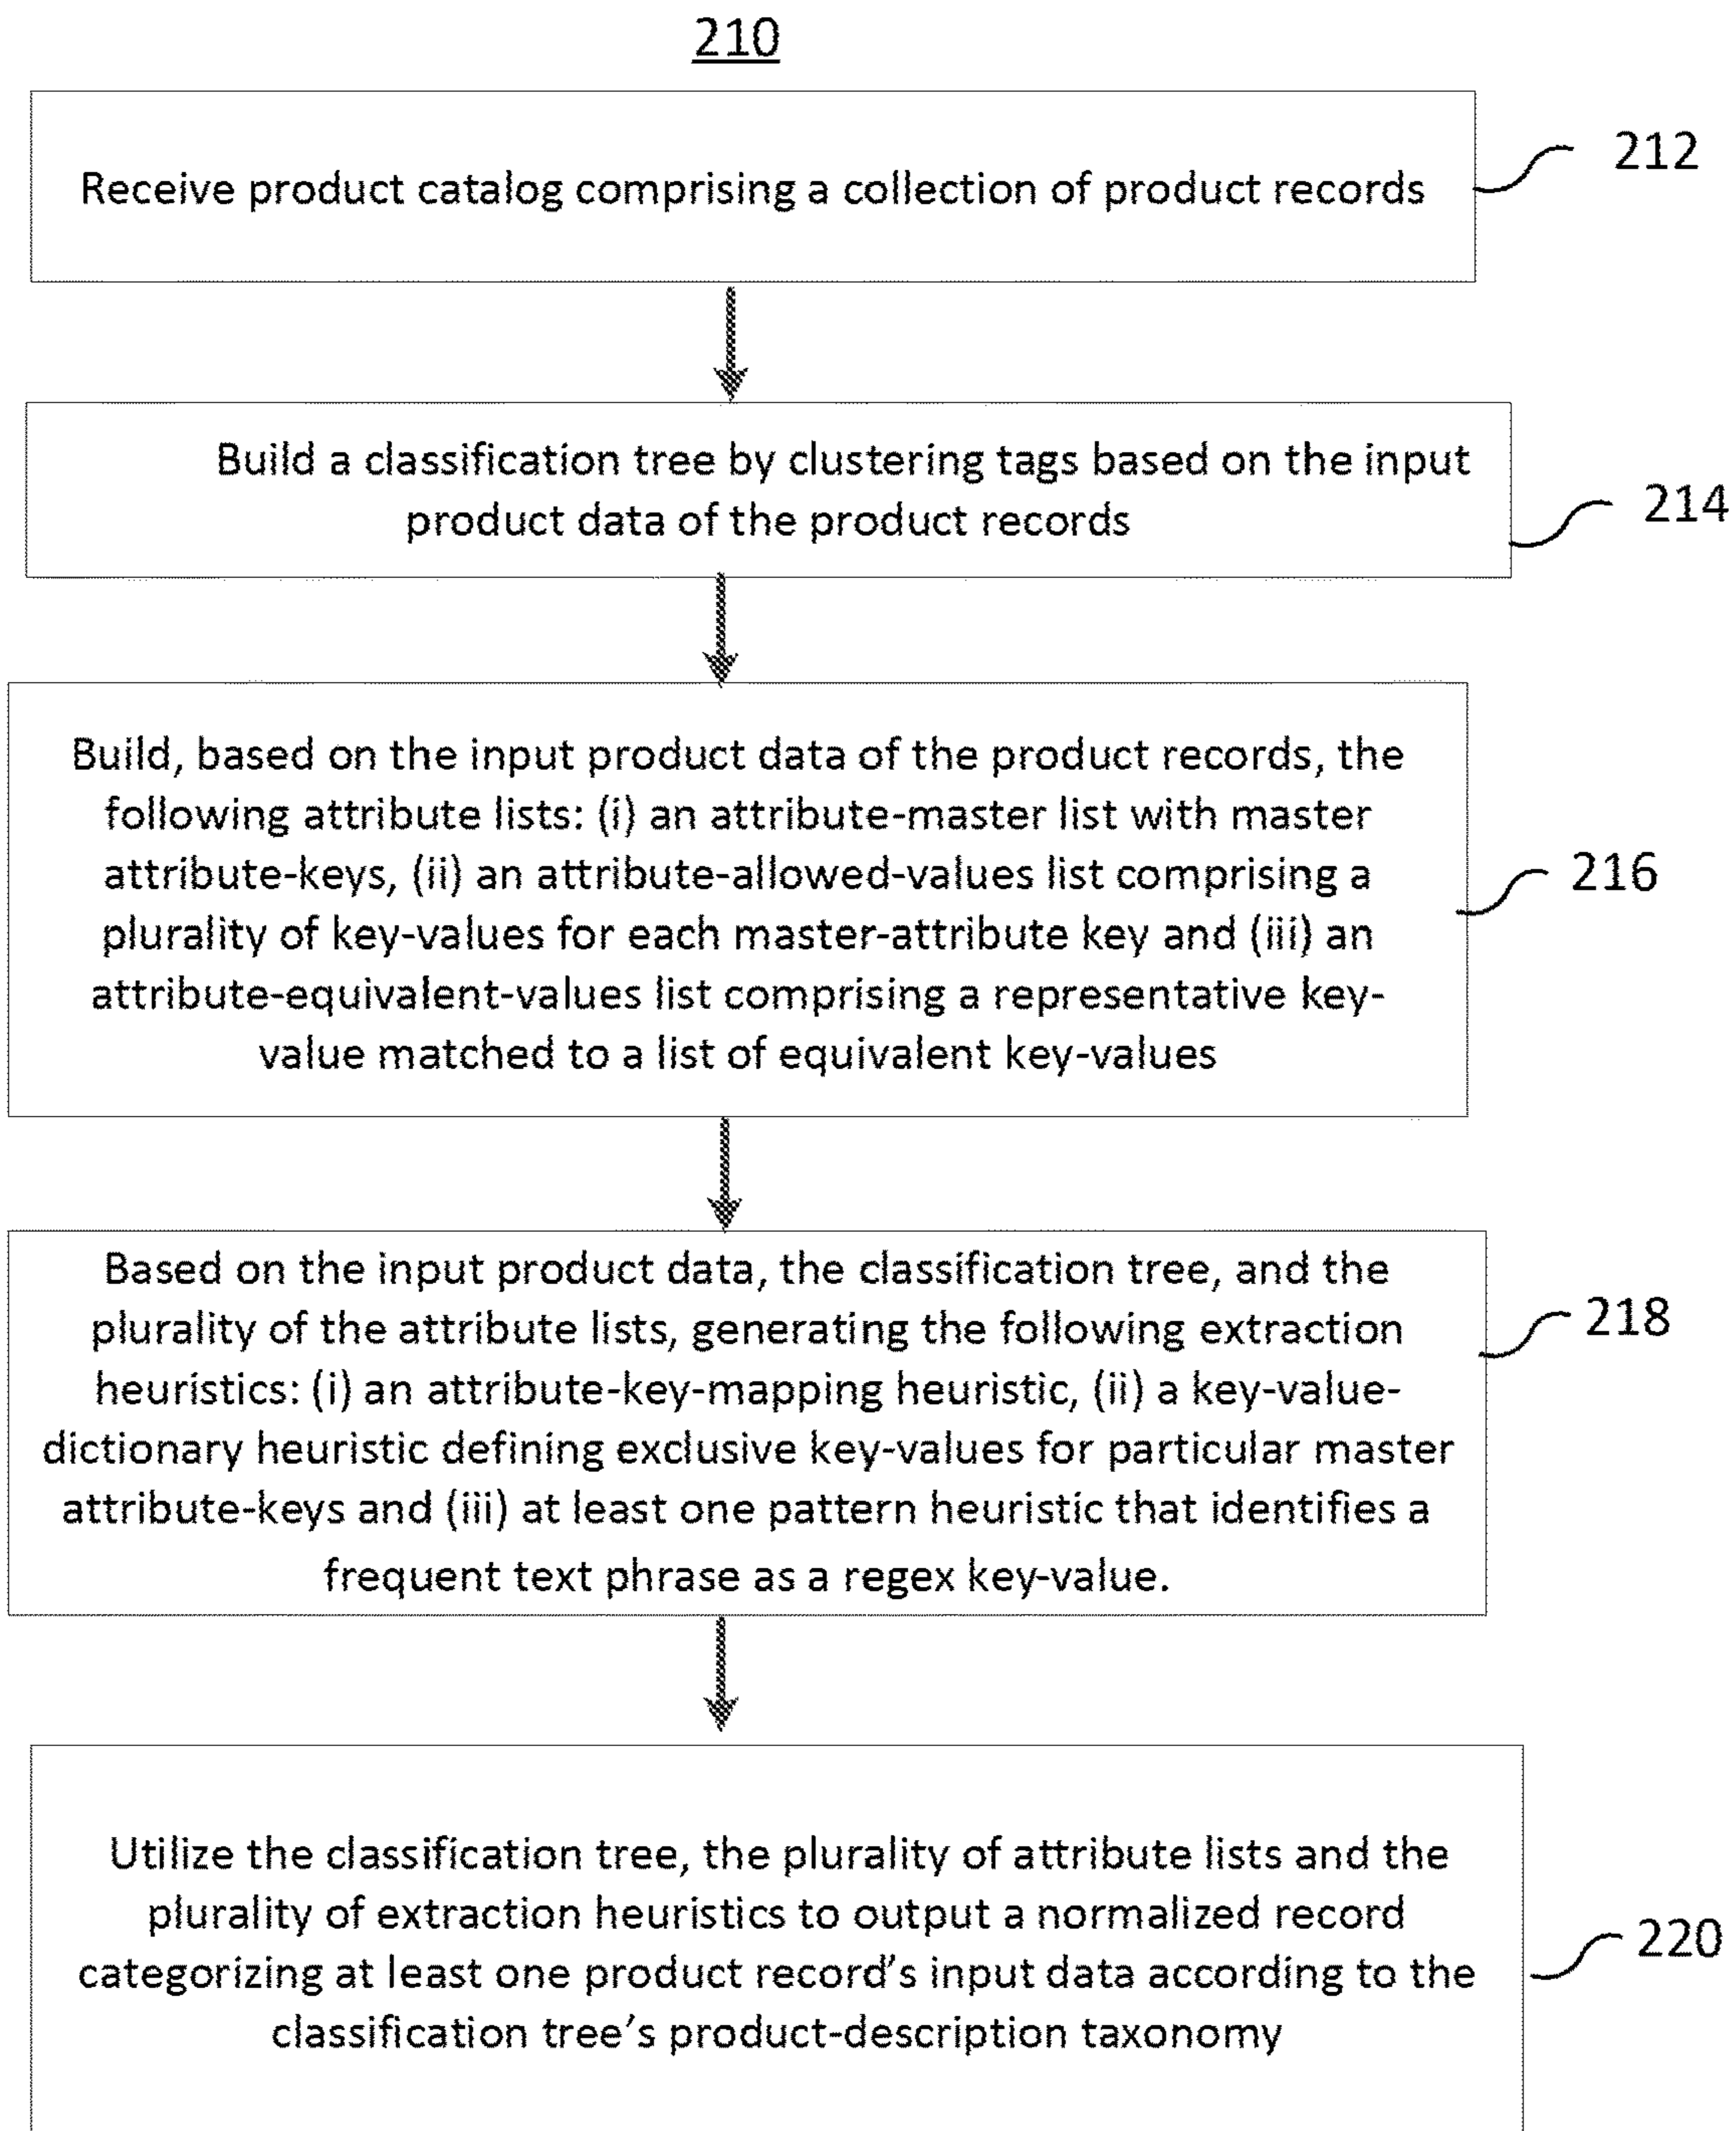 210
Receive product catalog comprising a collection of product records
212
Build a classification tree by clustering tags based on the input
product data of the product records
214
Build, based on the input product data of the product records, the
following attribute lists: (i) an attribute-master list with master
attribute-keys, (ii) an attribute-allowed-values list comprising a
plurality of key-values for each master-attribute key and (iii) an
attribute-equivalent-values list comprising a representative key-
value matched to a list of equivalent key-values
216
Based on the input product data, the classification tree, and the
plurality of the attribute lists, generating the following extraction
heuristics: (i) an attribute-key-mapping heuristic, (ii) a key-value-
dictionary heuristic defining exclusive key-values for particular master
attribute-keys and (iii) at least one pattern heuristic that identifies a
frequent text phrase as a regex key-value.
218
Utilize the classification tree, the plurality of attribute lists and the
plurality of extraction heuristics to output a normalized record
categorizing at least one product record's input data according to the
classification tree's product-description taxonomy
220